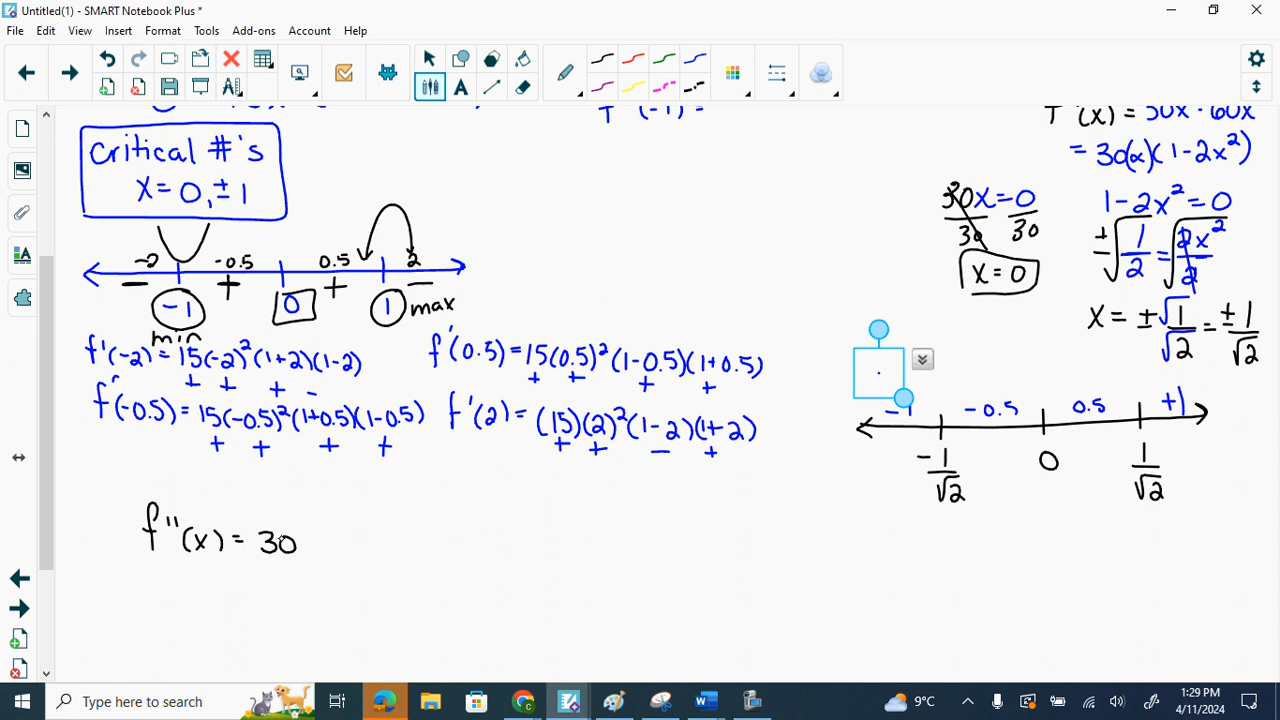 Untitled(1) - SMART Notebook Plus *
File Edit View Insert Format Tools Add-ons Account Help
f (-1) =
"(x) = 30x - 60x
= 30(x)(1-2x²)
Critical #'s
x = 0, ±1
30x = 0
30 30
x = 0
1-2x² = 0
±√1/2 = √2x²/2
x = ±√1/√2 = ±1/√2
-2 -0.5 0.5 2
− + + −
-1 0 1 max
min
f'(-2) = 15(-2)²(1+2)(1-2)
+ + + -
f'(0.5) = 15(0.5)²(1-0.5)(1+0.5)
+ + + +
f'(-0.5) = 15(-0.5)²(1+0.5)(1-0.5)
+ + + +
f'(2) = (15)(2)²(1-2)(1+2)
+ + − +
-1 -0.5 0.5 +1
-1/√2 0 1/√2
f"(x) = 30
Type here to search
9°C
1:29 PM
4/11/2024